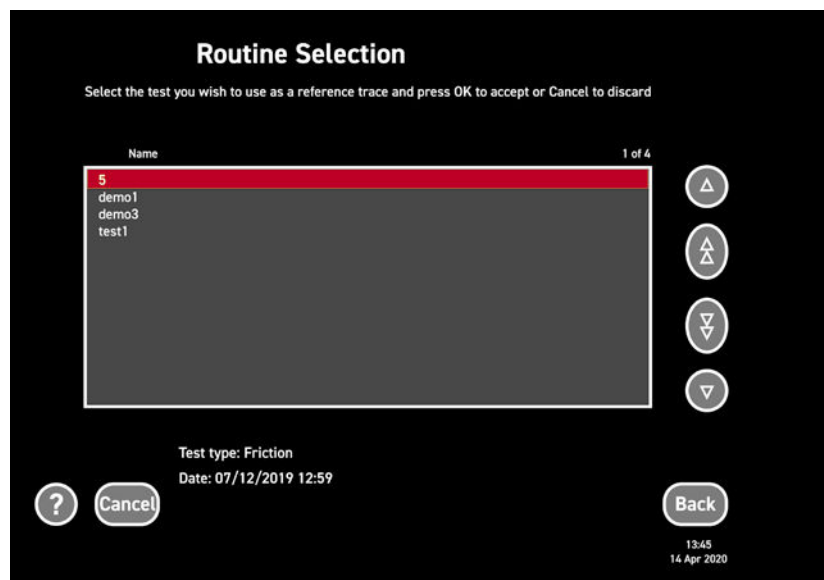 Routine Selection
Select the test you wish to use as a reference trace and press OK to accept or Cancel to discard
Name 1 of 4
5
demo1
demo3
test1
Test type: Friction
Date: 07/12/2019 12:59
? Cancel Back
13:45
14 Apr 2020